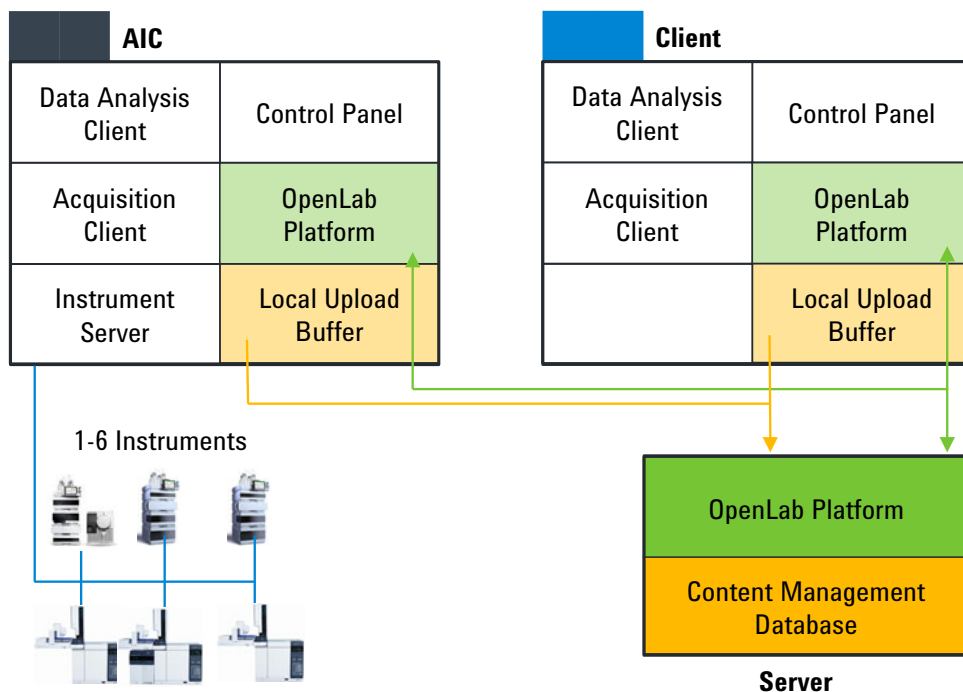 AIC
Data Analysis
Client
Control Panel
Acquisition
Client
OpenLab
Platform
Instrument
Server
Local Upload
Buffer
Client
Data Analysis
Client
Control Panel
Acquisition
Client
OpenLab
Platform
Local Upload
Buffer
1-6 Instruments
OpenLab Platform
Content Management
Database
Server